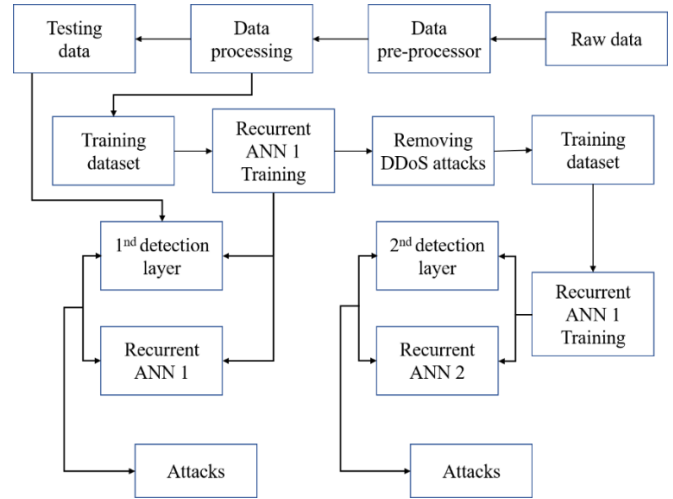 Testing
data
Data
processing
Data
pre-processor
Raw data
Training
dataset
Recurrent
ANN 1
Training
Removing
DDoS attacks
Training
dataset
1nd detection
layer
2nd detection
layer
Recurrent
ANN 1
Training
Recurrent
ANN 1
Recurrent
ANN 2
Attacks
Attacks